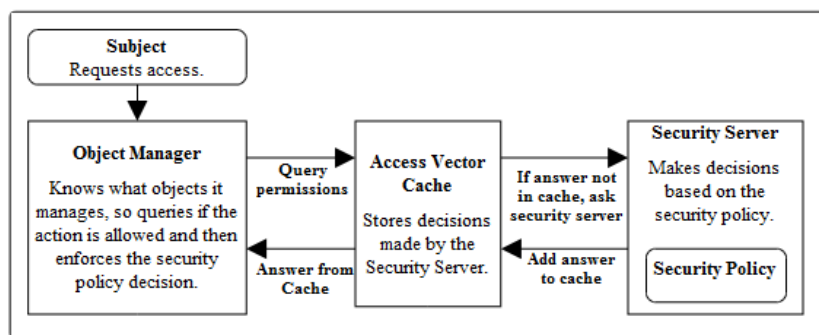 Subject
Requests access.
Object Manager
Knows what objects it
manages, so queries if the
action is allowed and then
enforces the security
policy decision.
Query
permissions
Answer from
Cache
Access Vector
Cache
Stores decisions
made by the
Security Server.
If answer not
in cache, ask
security server
Add answer
to cache
Security Server
Makes decisions
based on the
security policy.
Security Policy